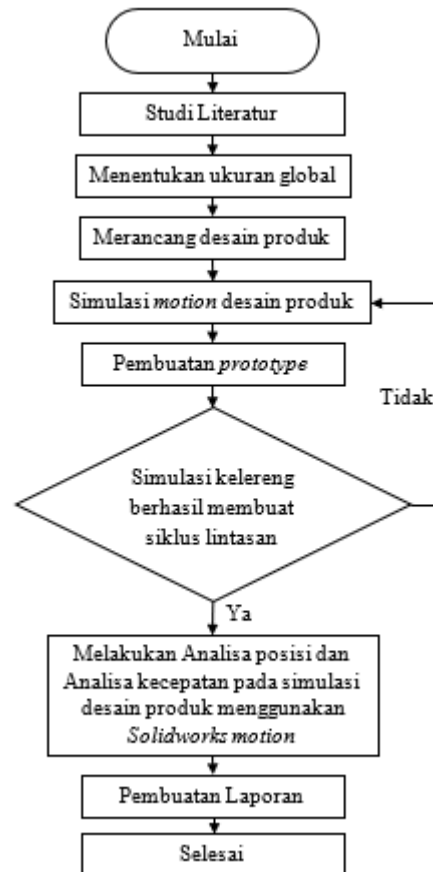 Mulai
Studi Literatur
Menentukan ukuran global
Merancang desain produk
Simulasi motion desain produk
Pembuatan prototype
Tidak
Simulasi kelereng
berhasil membuat
siklus lintasan
Ya
Melakukan Analisa posisi dan
Analisa kecepatan pada simulasi
desain produk menggunakan
Solidworks motion
Pembuatan Laporan
Selesai